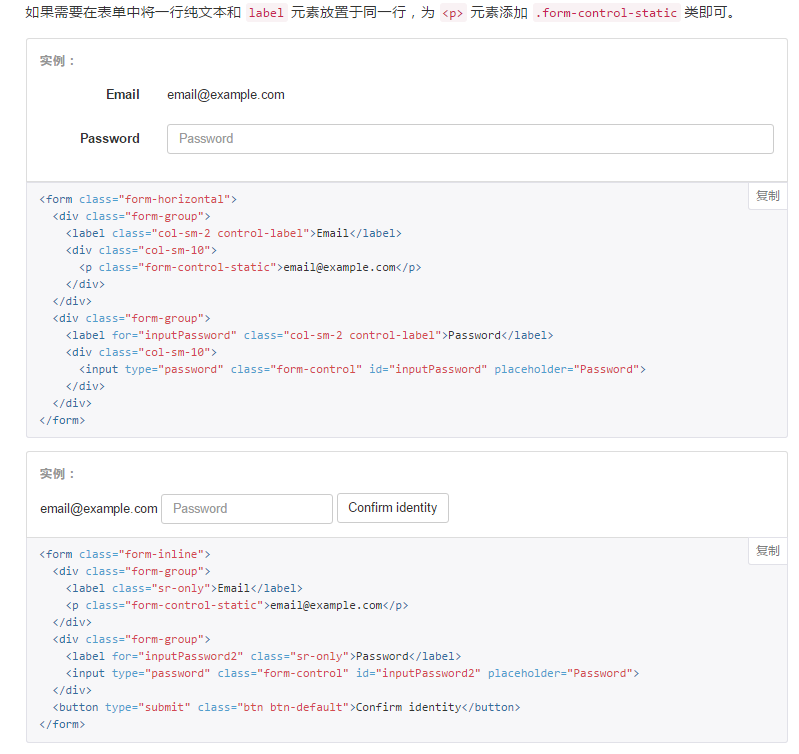 如果需要在表单中将一行纯文本和 label 元素放置于同一行，为 <p> 元素添加 .form-control-static 类即可。
实例：
Email email@example.com
Password Password
复制
<form class="form-horizontal">
  <div class="form-group">
    <label class="col-sm-2 control-label">Email</label>
    <div class="col-sm-10">
      <p class="form-control-static">email@example.com</p>
    </div>
  </div>
  <div class="form-group">
    <label for="inputPassword" class="col-sm-2 control-label">Password</label>
    <div class="col-sm-10">
      <input type="password" class="form-control" id="inputPassword" placeholder="Password">
    </div>
  </div>
</form>
实例：
email@example.com Password Confirm identity
复制
<form class="form-inline">
  <div class="form-group">
    <label class="sr-only">Email</label>
    <p class="form-control-static">email@example.com</p>
  </div>
  <div class="form-group">
    <label for="inputPassword2" class="sr-only">Password</label>
    <input type="password" class="form-control" id="inputPassword2" placeholder="Password">
  </div>
  <button type="submit" class="btn btn-default">Confirm identity</button>
</form>